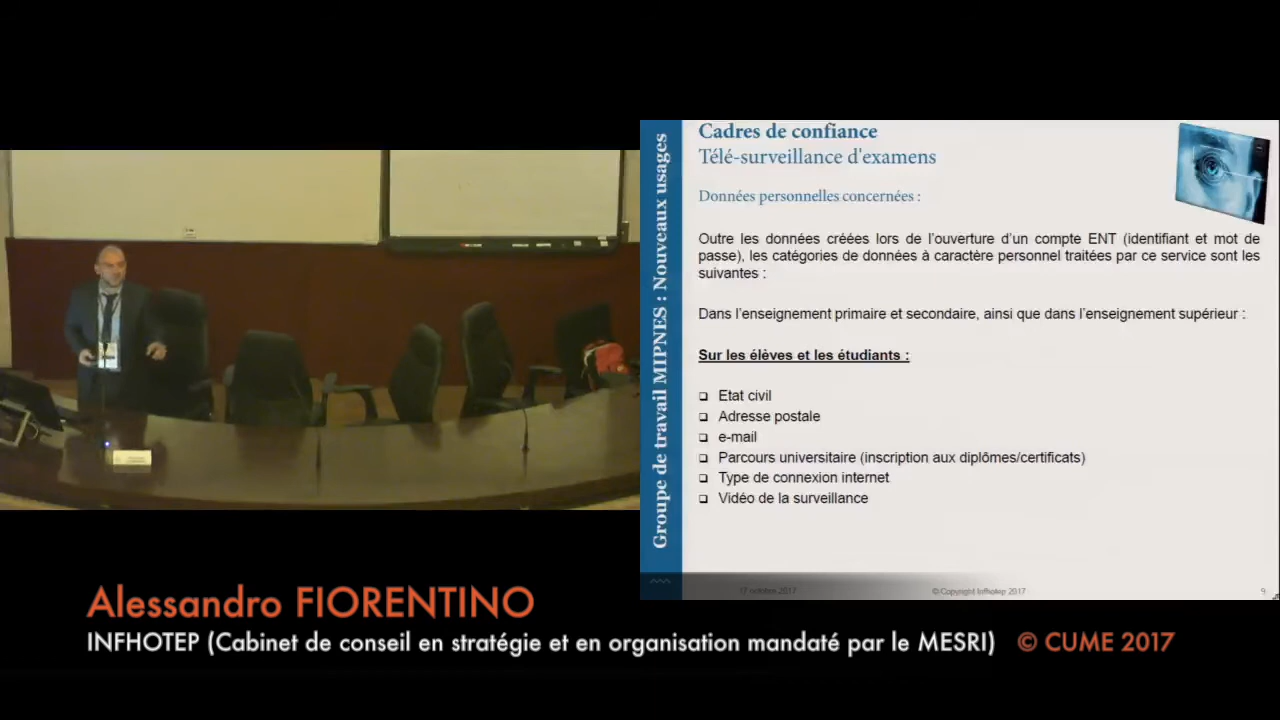 Groupe de travail MIPNES : Nouveaux usages
Cadres de confiance
Télé-surveillance d'examens
Données personnelles concernées :
Outre les données créées lors de l'ouverture d'un compte ENT (identifiant et mot de
passe), les catégories de données à caractère personnel traitées par ce service sont les
suivantes :
Dans l'enseignement primaire et secondaire, ainsi que dans l'enseignement supérieur :
Sur les élèves et les étudiants :
❑ Etat civil
❑ Adresse postale
❑ e-mail
❑ Parcours universitaire (inscription aux diplômes/certificats)
❑ Type de connexion internet
❑ Vidéo de la surveillance
17 octobre 2017
© Copyright Infhotep 2017
9
Alessandro FIORENTINO
INFHOTEP (Cabinet de conseil en stratégie et en organisation mandaté par le MESRI) © CUME 2017